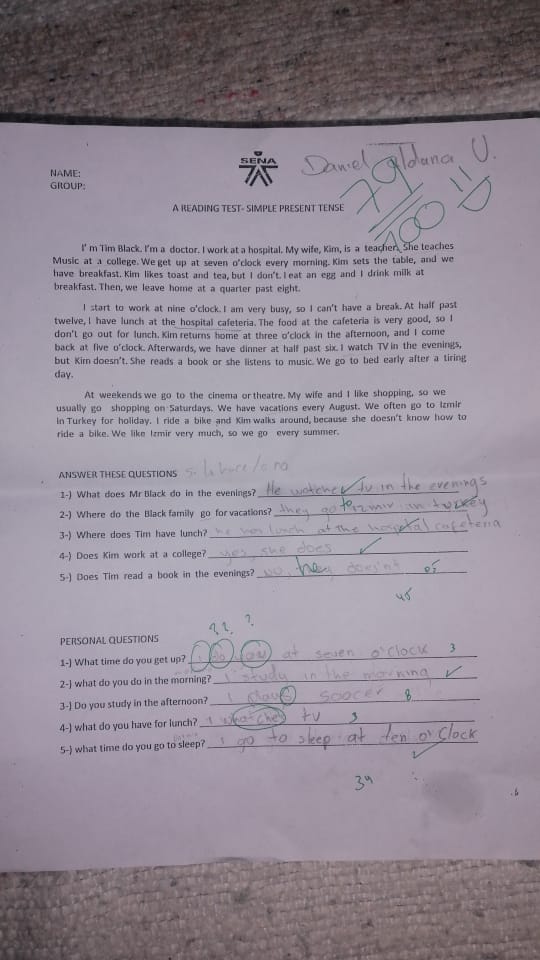 SENA
Daniel Aldana U.
NAME:
GROUP:
79
100
A READING TEST- SIMPLE PRESENT TENSE
I' m Tim Black. I'm a doctor. I work at a hospital. My wife, Kim, is a teacher. She teaches
Music at a college. We get up at seven o'clock every morning. Kim sets the table, and we
have breakfast. Kim likes toast and tea, but I don't. I eat an egg and I drink milk at
breakfast. Then, we leave home at a quarter past eight.
I start to work at nine o'clock. I am very busy, so I can't have a break. At half past
twelve, I have lunch at the hospital cafeteria. The food at the cafeteria is very good, so I
don't go out for lunch. Kim returns home at three o'clock in the afternoon, and I come
back at five o'clock. Afterwards, we have dinner at half past six. I watch TV in the evenings,
but Kim doesn't. She reads a book or she listens to music. We go to bed early after a tiring
day.
At weekends we go to the cinema or theatre. My wife and I like shopping, so we
usually go shopping on Saturdays. We have vacations every August. We often go to Izmir
in Turkey for holiday. I ride a bike and Kim walks around, because she doesn't know how to
ride a bike. We like Izmir very much, so we go every summer.
ANSWER THESE QUESTIONS
1-) What does Mr Black do in the evenings? He watches tv in the evenings
2-) Where do the Black family go for vacations? they go to izmir in turkey
3-) Where does Tim have lunch? he has lunch at the hospital cafeteria
4-) Does Kim work at a college? yes, she does
5-) Does Tim read a book in the evenings? no, he doesn't 05
45
?? ?
PERSONAL QUESTIONS
1-) What time do you get up? i do at seven o'clock 3
2-) what do you do in the morning? I study in the morning
3-) Do you study in the afternoon? I plays soocer 8
4-) what do you have for lunch? I whatches tv 3
5-) what time do you go to sleep? I go to sleep at ten o'clock
34